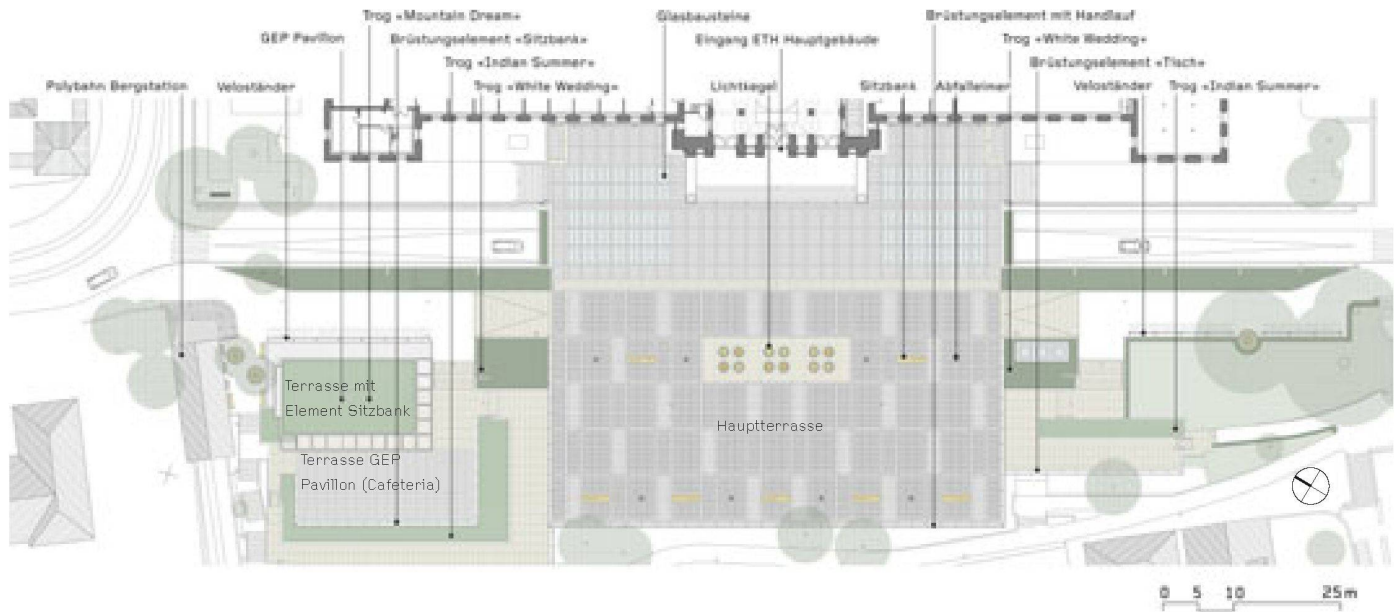 Trog «Mountain Dream»
Glasbausteine
Brüstungselement mit Handlauf
GEP Pavillon
Brüstungselement «Sitzbank»
Eingang ETH Hauptgebäude
Trog «White Wedding»
Trog «Indian Summer»
Brüstungselement «Tisch»
Polybahn Bergstation
Veloständer
Trog «White Wedding»
Lichtkegel
Sitzbank
Abfalleimer
Veloständer
Trog «Indian Summer»
Terrasse mit
Element Sitzbank
Hauptterrasse
Terrasse GEP
Pavillon (Cafeteria)
0 5 10 25m